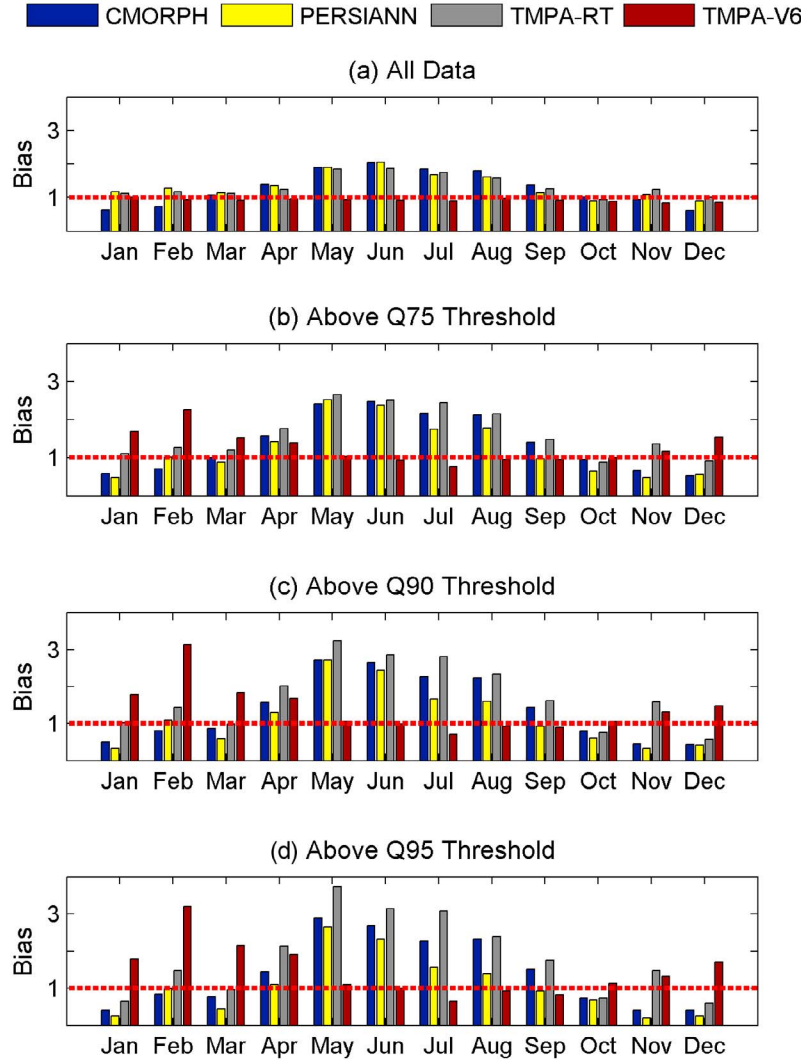 CMORPH PERSIANN TMPA-RT TMPA-V6
(a) All Data
3
1
Bias
Jan Feb Mar Apr May Jun Jul Aug Sep Oct Nov Dec
(b) Above Q75 Threshold
3
1
Bias
Jan Feb Mar Apr May Jun Jul Aug Sep Oct Nov Dec
(c) Above Q90 Threshold
3
1
Bias
Jan Feb Mar Apr May Jun Jul Aug Sep Oct Nov Dec
(d) Above Q95 Threshold
3
1
Bias
Jan Feb Mar Apr May Jun Jul Aug Sep Oct Nov Dec